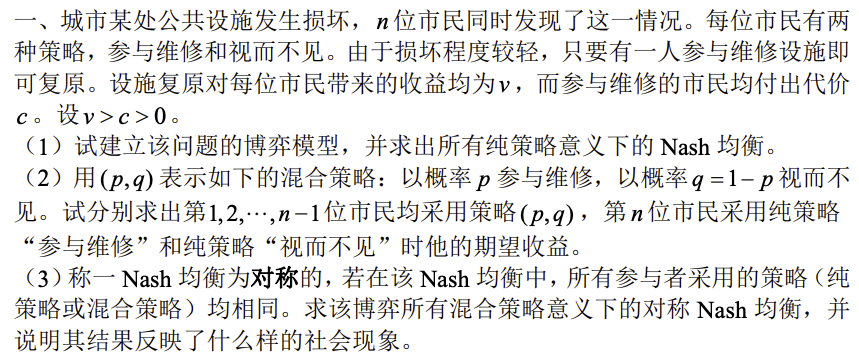 一、城市某处公共设施发生损坏，n位市民同时发现了这一情况。每位市民有两
种策略，参与维修和视而不见。由于损坏程度较轻，只要有一人参与维修设施即
可复原。设施复原对每位市民带来的收益均为v，而参与维修的市民均付出代价
c。设v>c>0。
（1）试建立该问题的博弈模型，并求出所有纯策略意义下的 Nash 均衡。
（2）用(p,q)表示如下的混合策略：以概率 p 参与维修，以概率q=1−p视而不
见。试分别求出第1,2,⋯,n−1位市民均采用策略(p,q)，第n位市民采用纯策略
“参与维修”和纯策略“视而不见”时他的期望收益。
（3）称一 Nash 均衡为对称的，若在该 Nash 均衡中，所有参与者采用的策略（纯
策略或混合策略）均相同。求该博弈所有混合策略意义下的对称 Nash 均衡，并
说明其结果反映了什么样的社会现象。